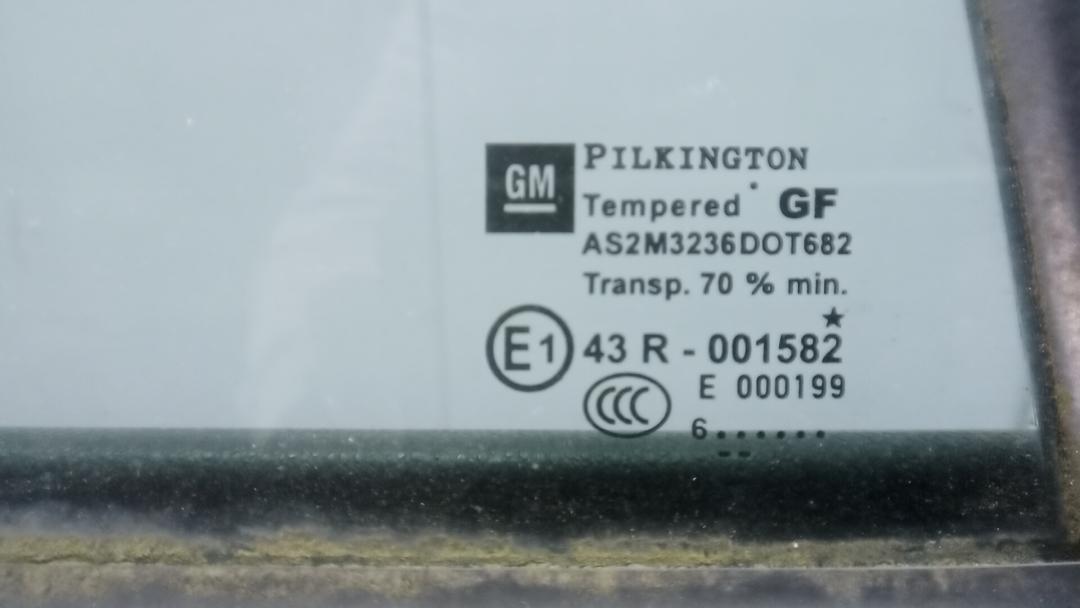 GM
PILKINGTON
Tempered GF
AS2M3236DOT682
Transp. 70 % min.
E1 43 R - 001582
CCC E 000199
6......